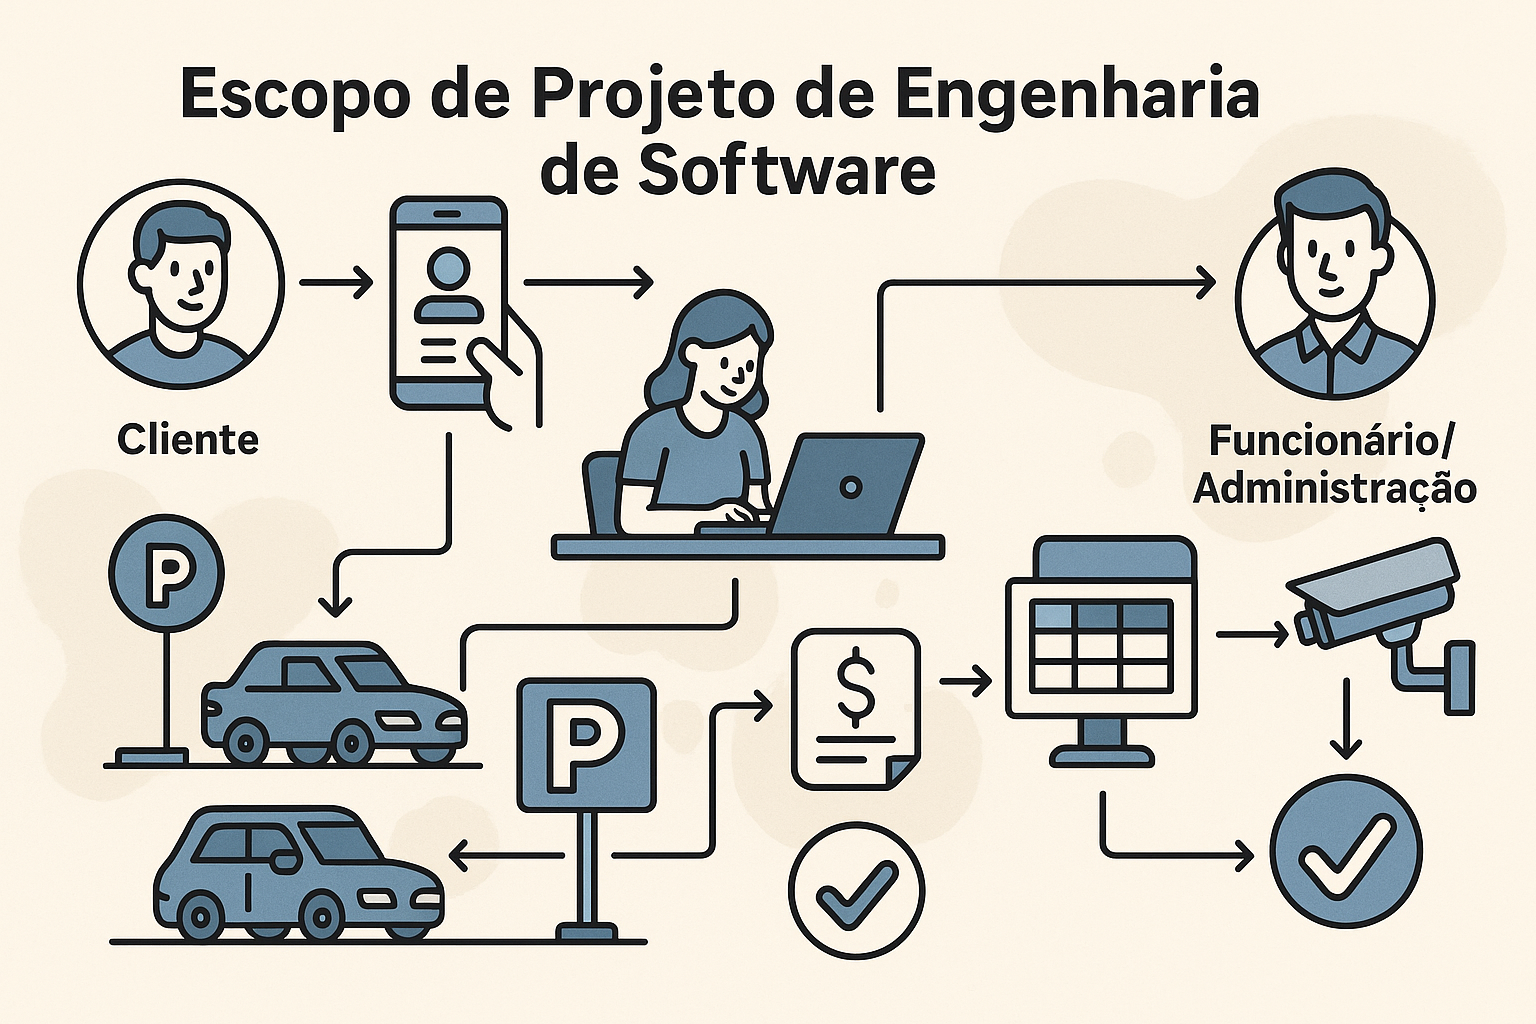 Escopo de Projeto de Engenharia
de Software
Cliente
Funcionário/
Administração
P
P
$